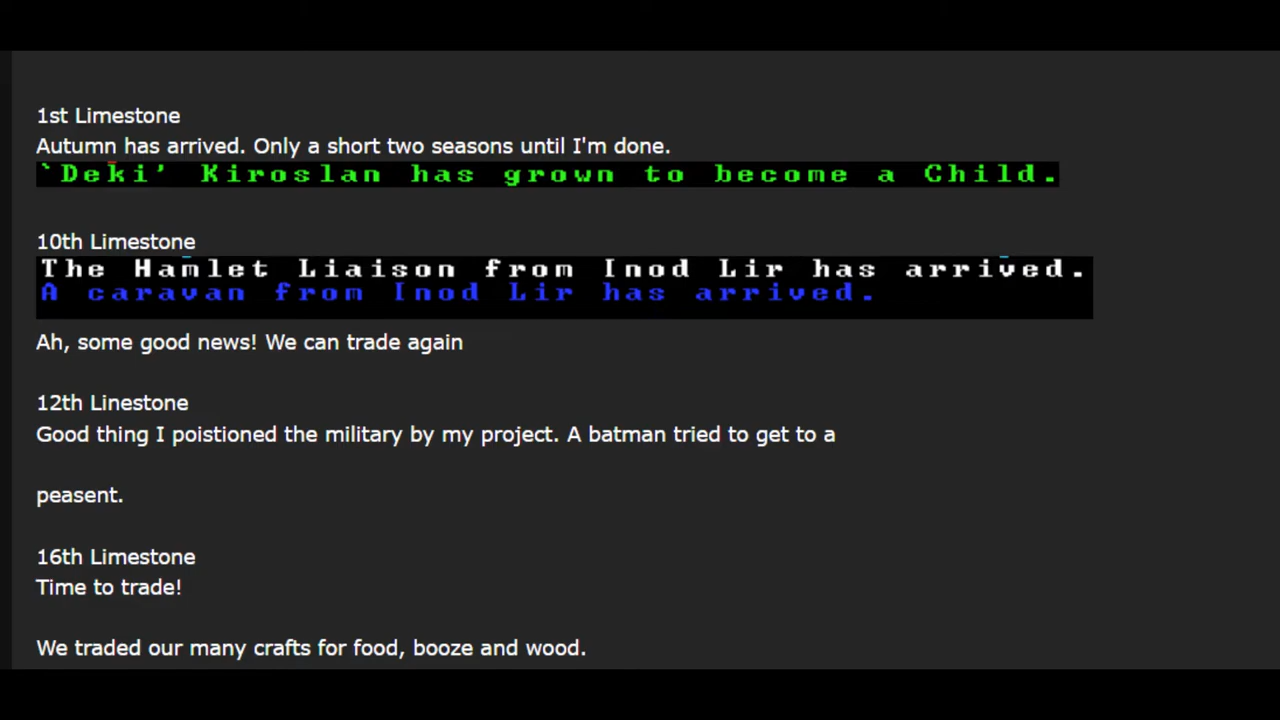 1st Limestone
Autumn has arrived. Only a short two seasons until I'm done.
`Deki' Kiroslan has grown to become a Child.
10th Limestone
The Hamlet Liaison from Inod Lir has arrived.
A caravan from Inod Lir has arrived.
Ah, some good news! We can trade again
12th Linestone
Good thing I poistioned the military by my project. A batman tried to get to a
peasent.
16th Limestone
Time to trade!
We traded our many crafts for food, booze and wood.